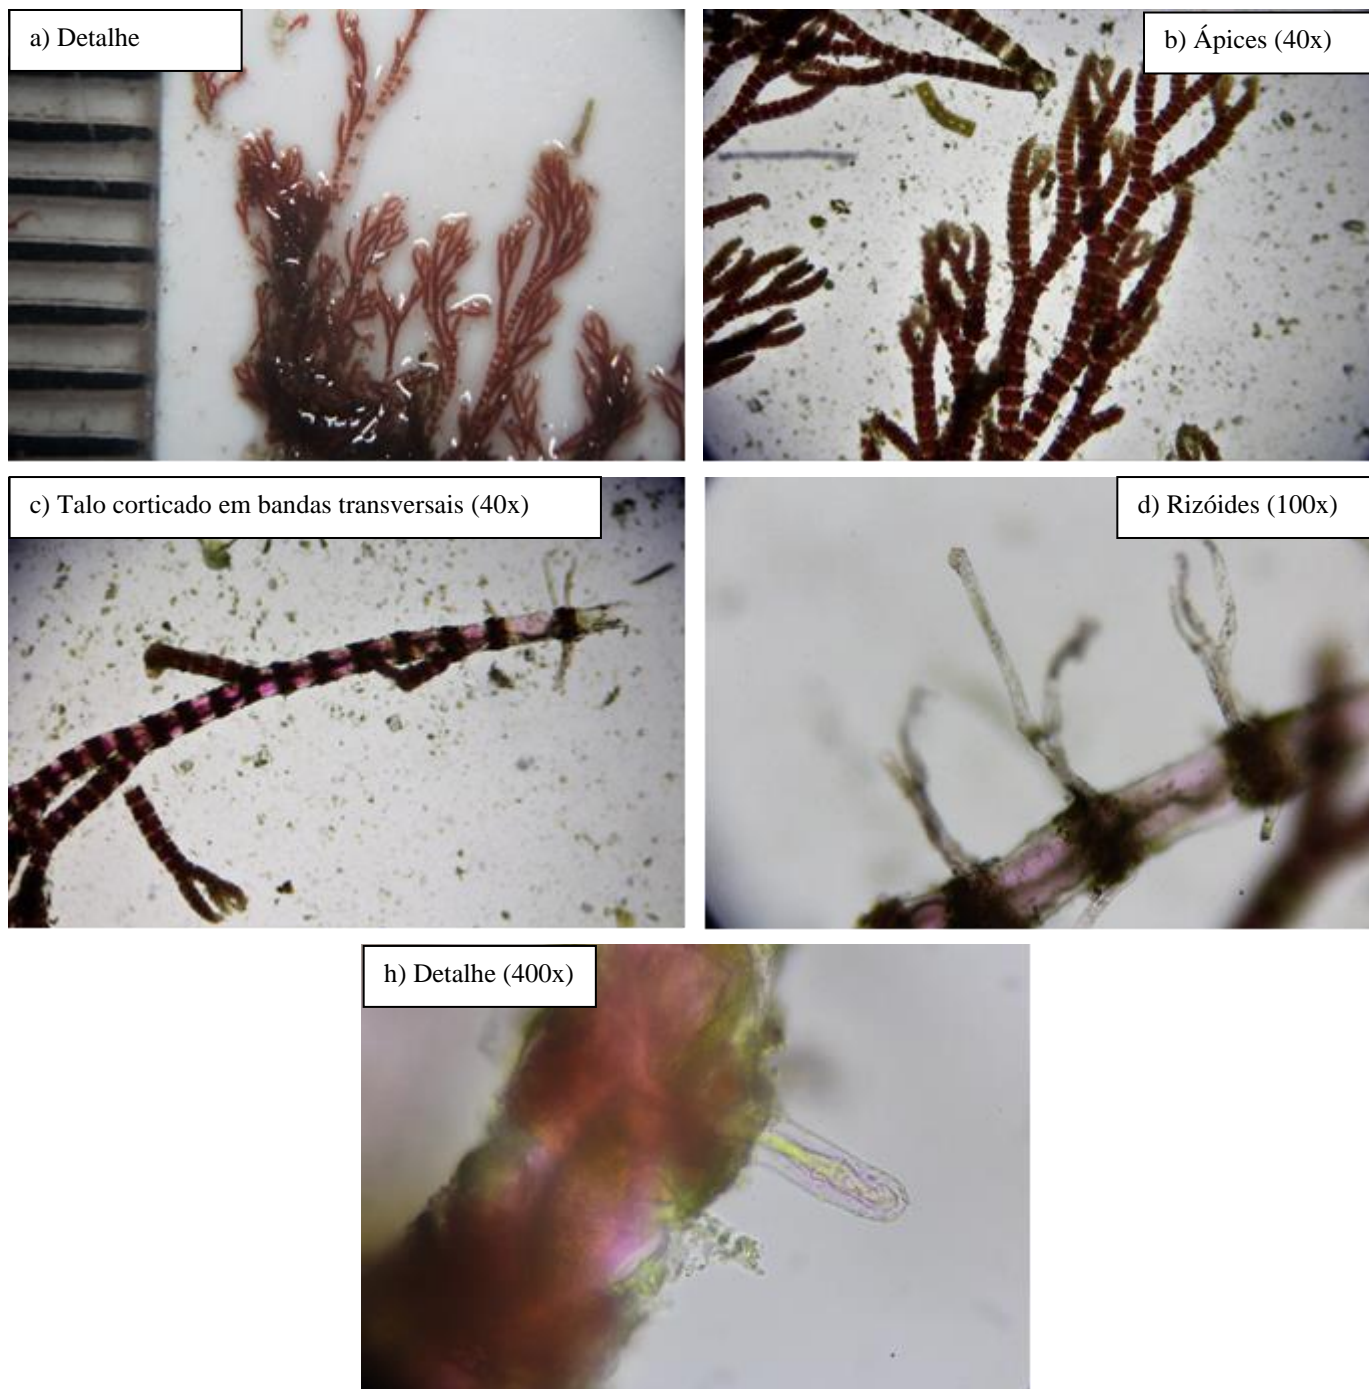 a) Detalhe
b) Ápices (40x)
c) Talo corticado em bandas transversais (40x)
d) Rizóides (100x)
h) Detalhe (400x)